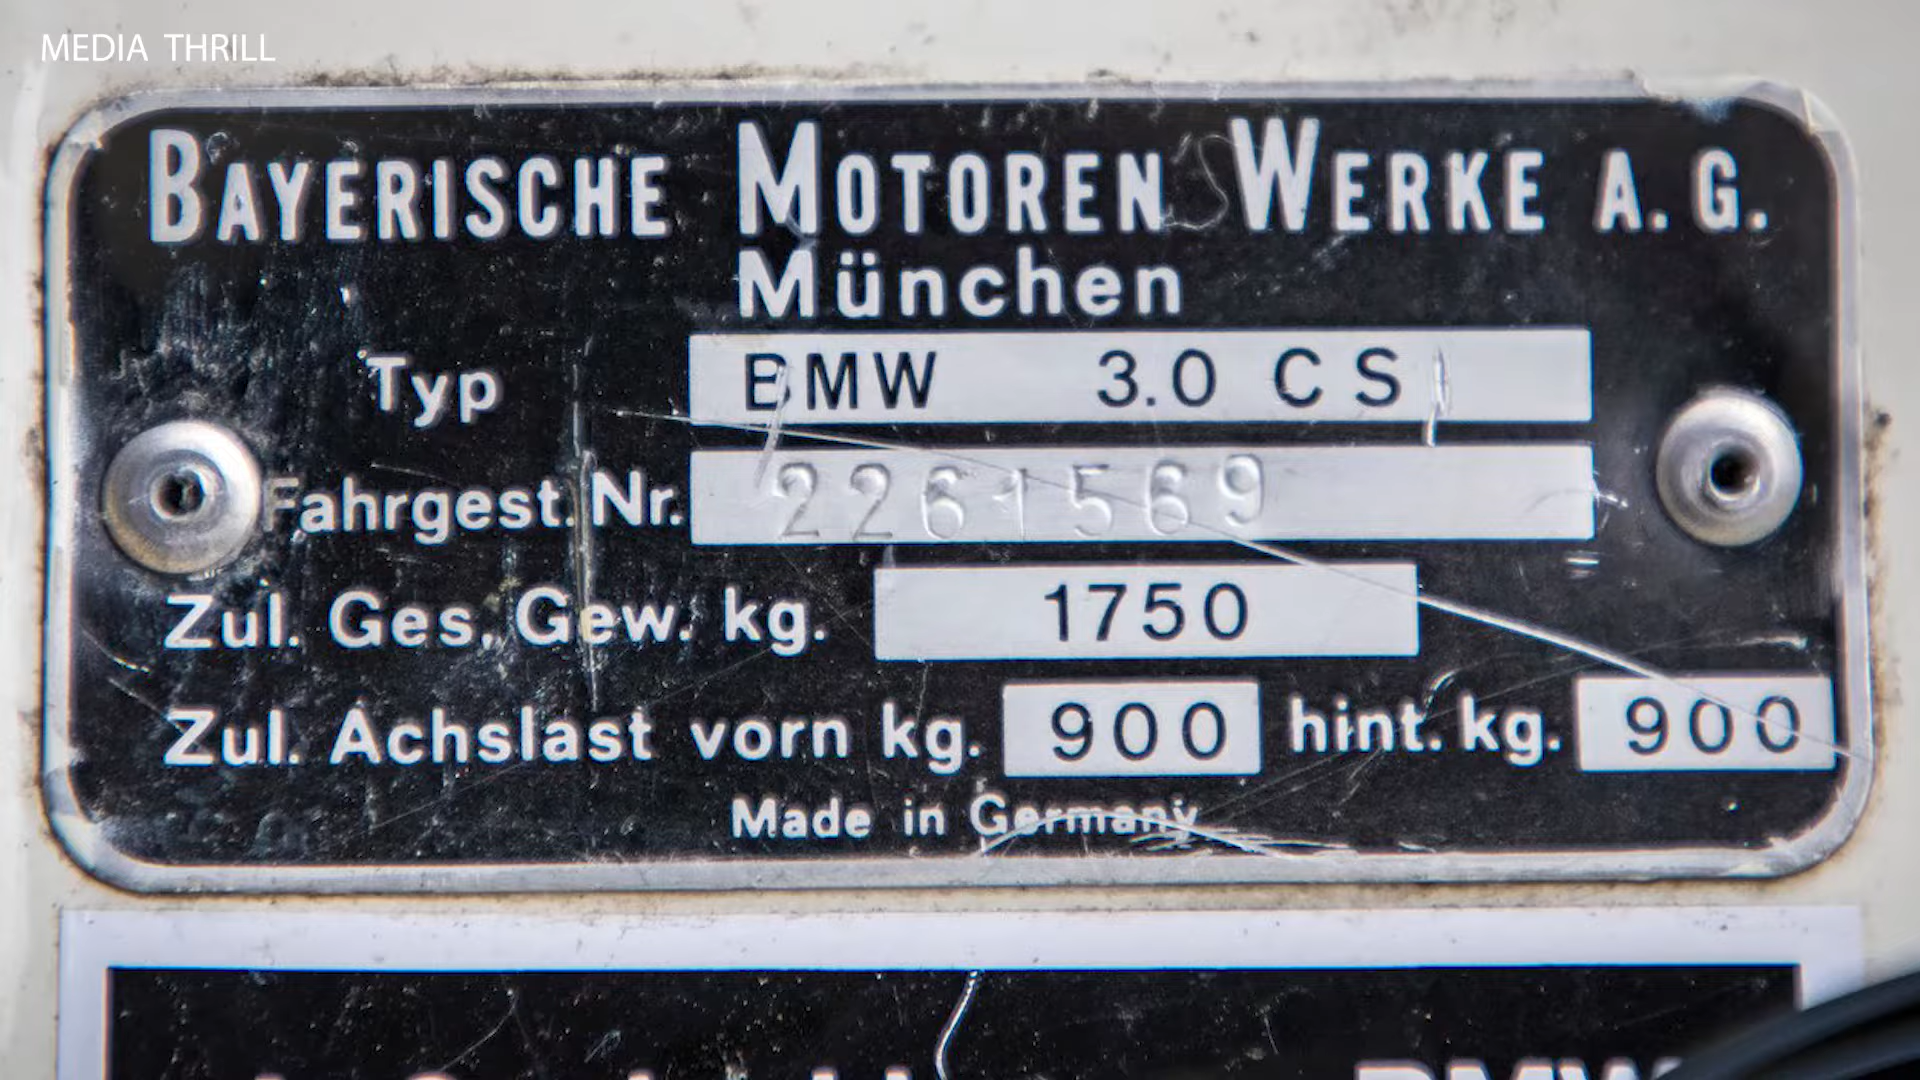 MEDIA THRILL
BAYERISCHE MOTOREN WERKE A.G.
München
Typ BMW 3.0 CS
Fahrgest. Nr. 2261569
Zul. Ges. Gew. kg. 1750
Zul. Achslast vorn kg. 900 hint. kg. 900
Made in Germany
BMW